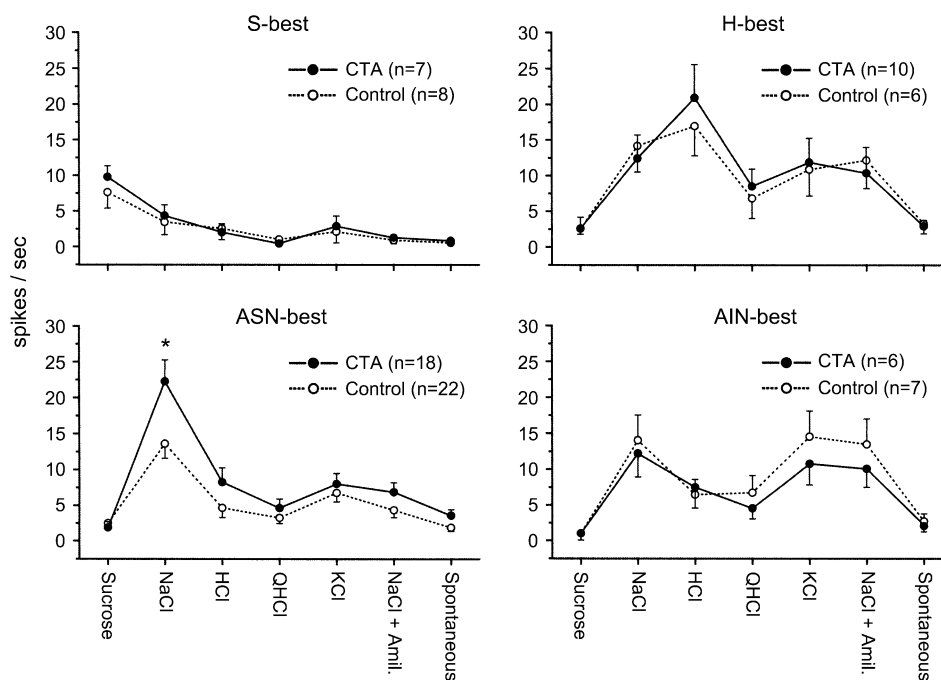 spikes / sec
S-best
30
25
20
15
10
5
0
CTA (n=7)
Control (n=8)
H-best
30
25
20
15
10
5
0
CTA (n=10)
Control (n=6)
ASN-best
30
25
20
15
10
5
0
*
CTA (n=18)
Control (n=22)
Sucrose
NaCl
HCl
QHCl
KCl
NaCl + Amil.
Spontaneous
AIN-best
30
25
20
15
10
5
0
CTA (n=6)
Control (n=7)
Sucrose
NaCl
HCl
QHCl
KCl
NaCl + Amil.
Spontaneous